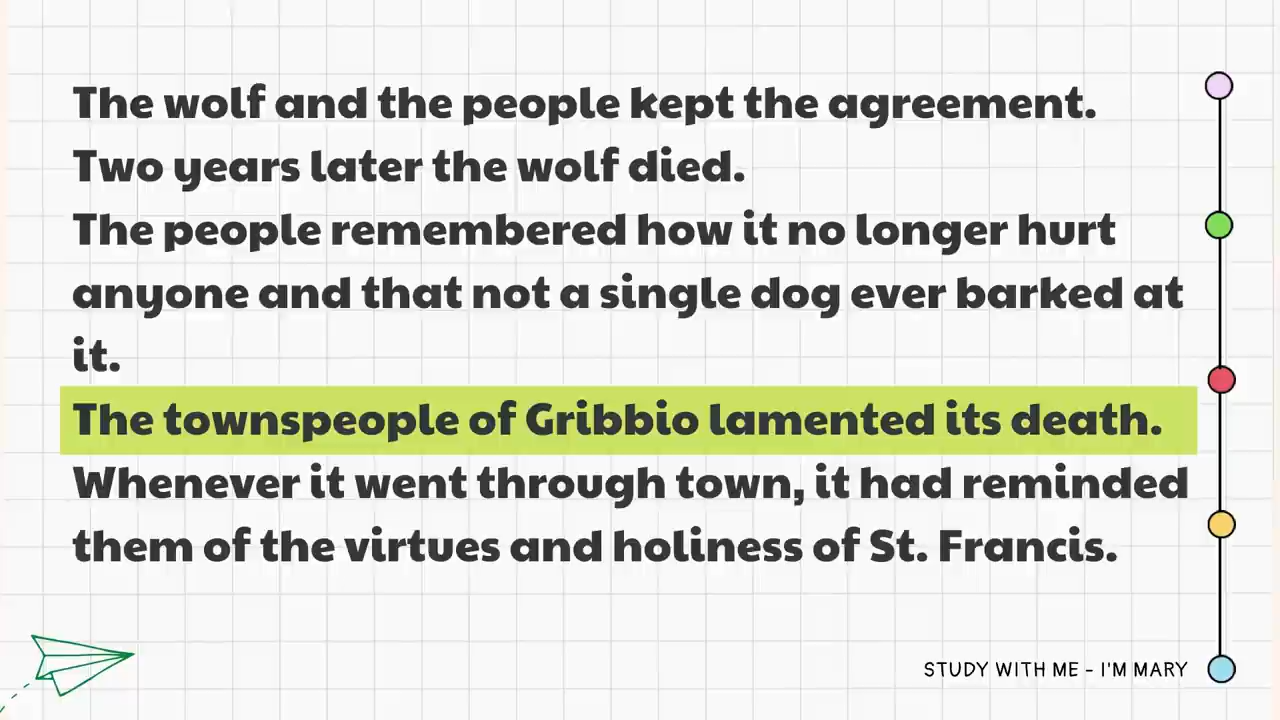 The wolf and the people kept the agreement.
Two years later the wolf died.
The people remembered how it no longer hurt
anyone and that not a single dog ever barked at
it.
The townspeople of Gribbio lamented its death.
Whenever it went through town, it had reminded
them of the virtues and holiness of St. Francis.
STUDY WITH ME - I'M MARY